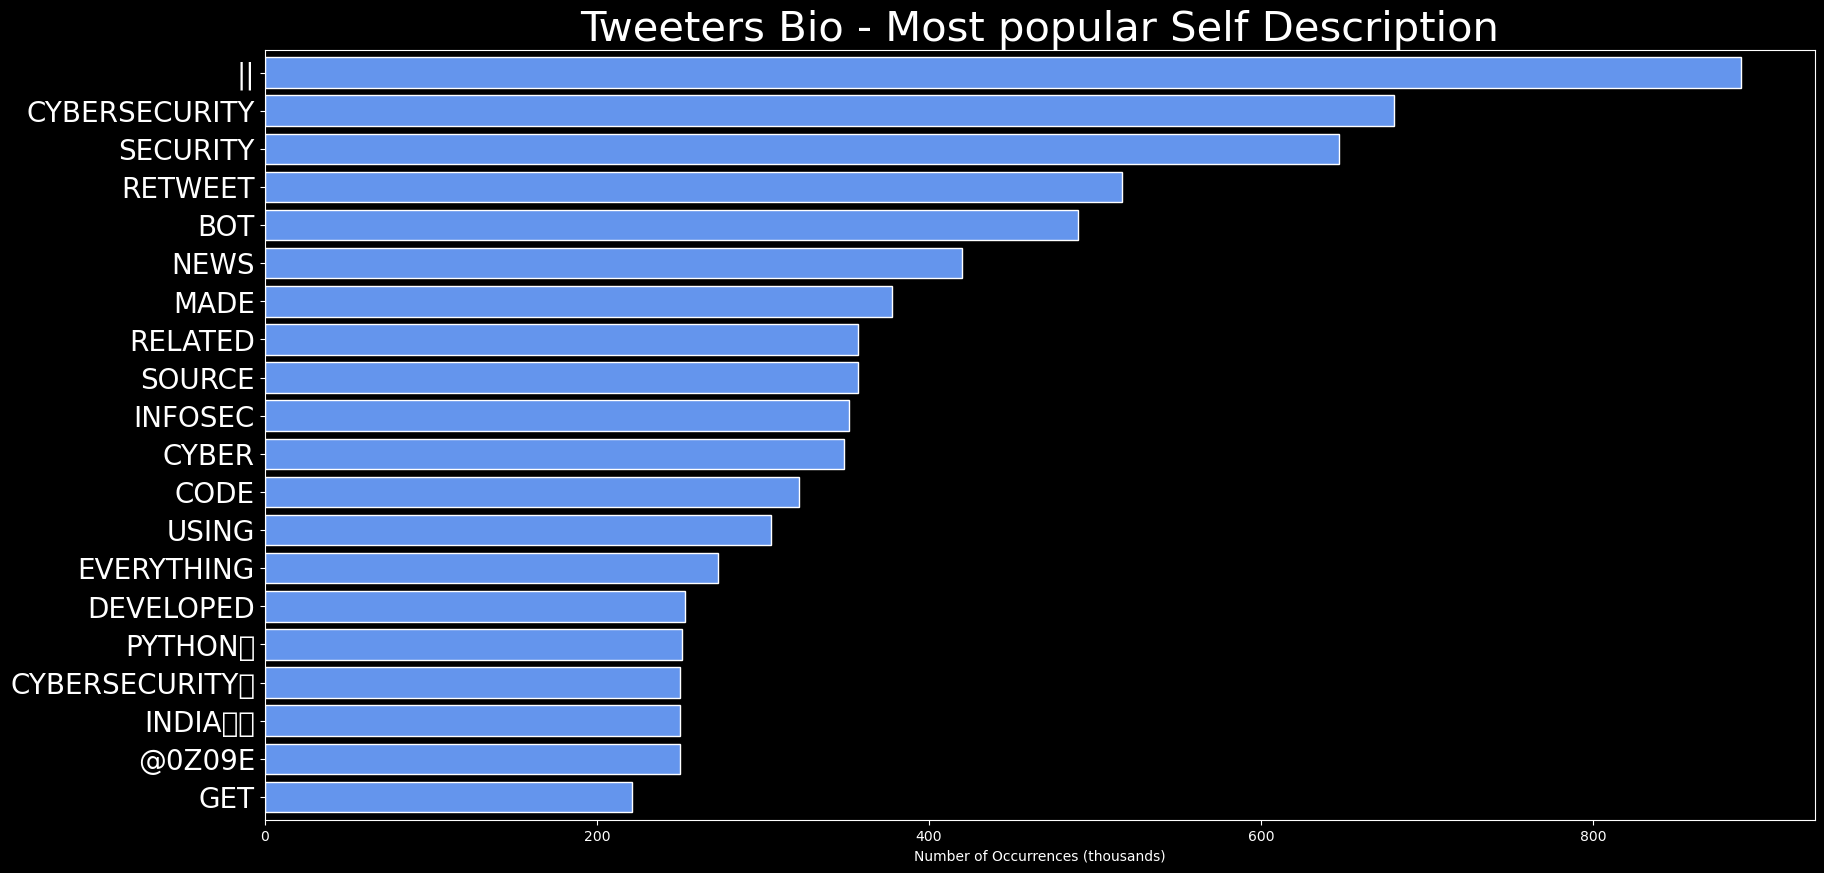 Tweeters Bio - Most popular Self Description
||
CYBERSECURITY
SECURITY
RETWEET
BOT
NEWS
MADE
RELATED
SOURCE
INFOSEC
CYBER
CODE
USING
EVERYTHING
DEVELOPED
PYTHON▯
CYBERSECURITY▯
INDIA▯▯
@0Z09E
GET
0 200 400 600 800
Number of Occurrences (thousands)